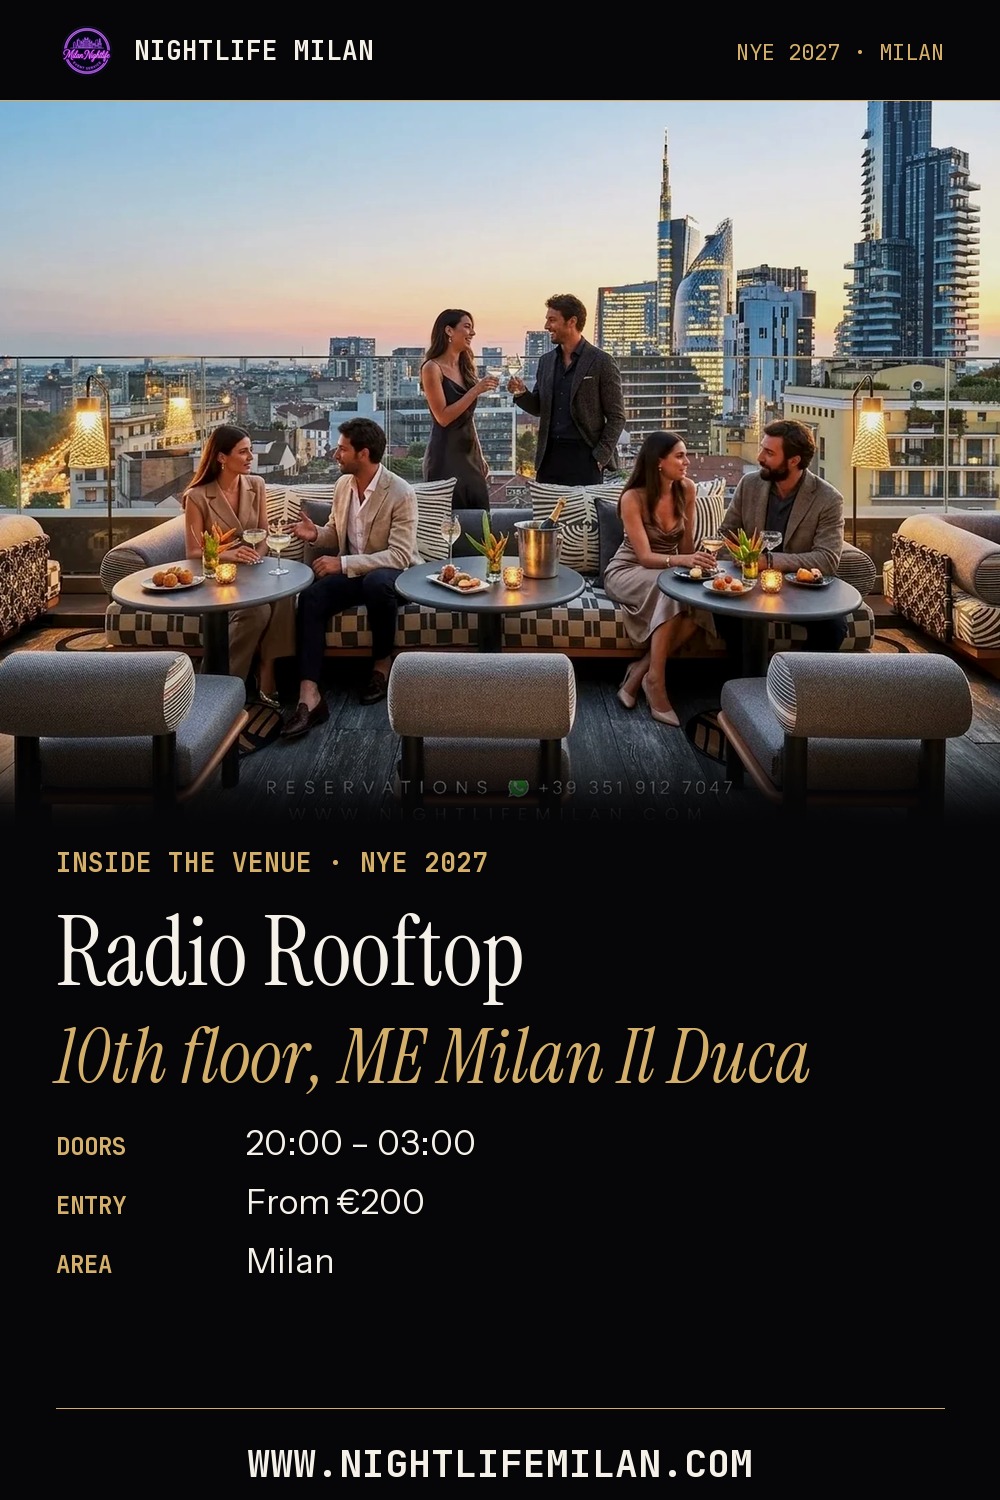 Milan Nightlife
NIGHTLIFE MILAN
NYE 2027 · MILAN
RESERVATIONS +39 351 912 7047
WWW.NIGHTLIFEMILAN.COM
INSIDE THE VENUE · NYE 2027
Radio Rooftop
10th floor, ME Milan Il Duca
DOORS 20:00 – 03:00
ENTRY From €200
AREA Milan
WWW.NIGHTLIFEMILAN.COM